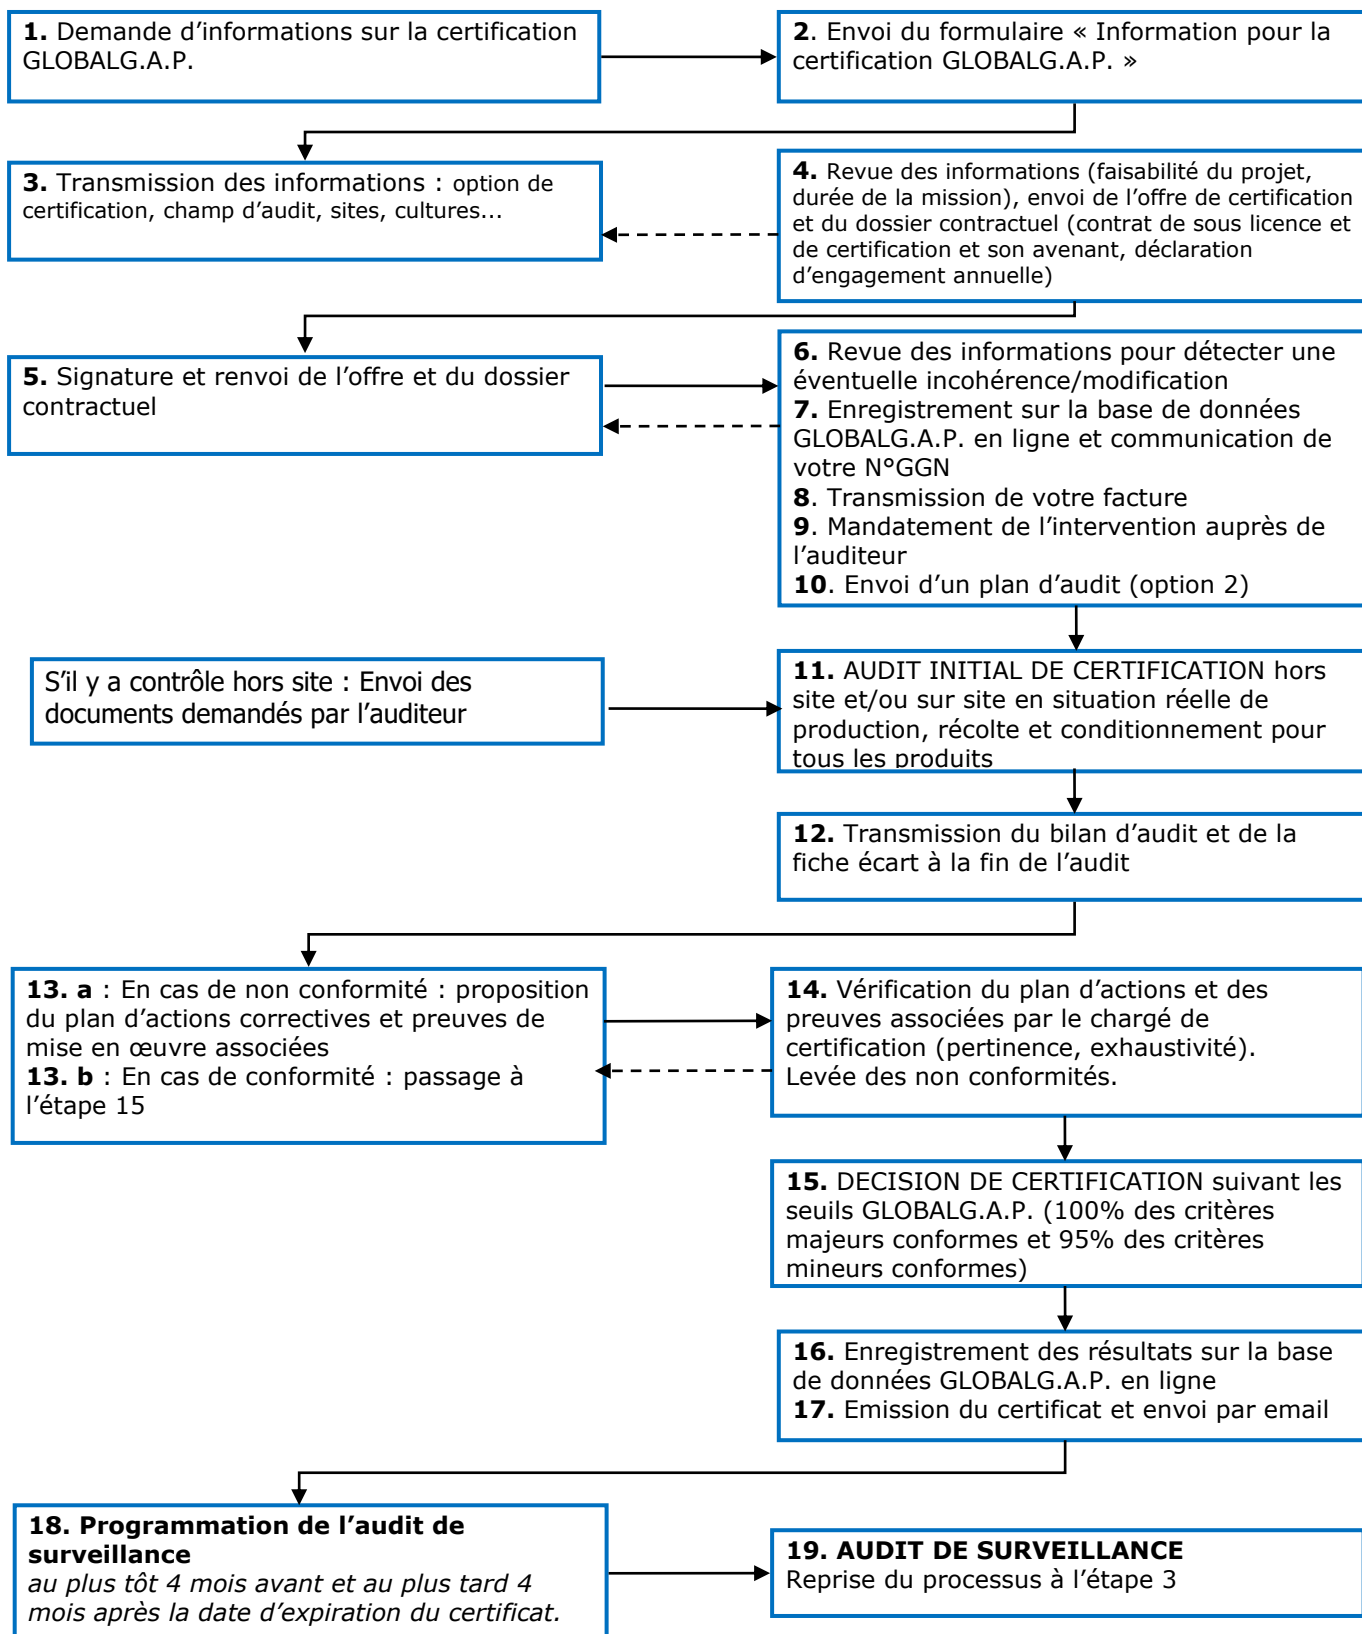 1. Demande d’informations sur la certification
GLOBALG.A.P.
2. Envoi du formulaire « Information pour la
certification GLOBALG.A.P. »
3. Transmission des informations : option de
certification, champ d’audit, sites, cultures…
4. Revue des informations (faisabilité du projet,
durée de la mission), envoi de l’offre de certification
et du dossier contractuel (contrat de sous licence et
de certification et son avenant, déclaration
d’engagement annuelle)
5. Signature et renvoi de l’offre et du dossier
contractuel
6. Revue des informations pour détecter une
éventuelle incohérence/modification
7. Enregistrement sur la base de données
GLOBALG.A.P. en ligne et communication de
votre N°GGN
8. Transmission de votre facture
9. Mandatement de l’intervention auprès de
l’auditeur
10. Envoi d’un plan d’audit (option 2)
S’il y a contrôle hors site : Envoi des
documents demandés par l’auditeur
11. AUDIT INITIAL DE CERTIFICATION hors
site et/ou sur site en situation réelle de
production, récolte et conditionnement pour
tous les produits
12. Transmission du bilan d’audit et de la
fiche écart à la fin de l’audit
13. a : En cas de non conformité : proposition
du plan d’actions correctives et preuves de
mise en œuvre associées
13. b : En cas de conformité : passage à
l’étape 15
14. Vérification du plan d’actions et des
preuves associées par le chargé de
certification (pertinence, exhaustivité).
Levée des non conformités.
15. DECISION DE CERTIFICATION suivant les
seuils GLOBALG.A.P. (100% des critères
majeurs conformes et 95% des critères
mineurs conformes)
16. Enregistrement des résultats sur la base
de données GLOBALG.A.P. en ligne
17. Emission du certificat et envoi par email
18. Programmation de l’audit de
surveillance
au plus tôt 4 mois avant et au plus tard 4
mois après la date d’expiration du certificat.
19. AUDIT DE SURVEILLANCE
Reprise du processus à l’étape 3